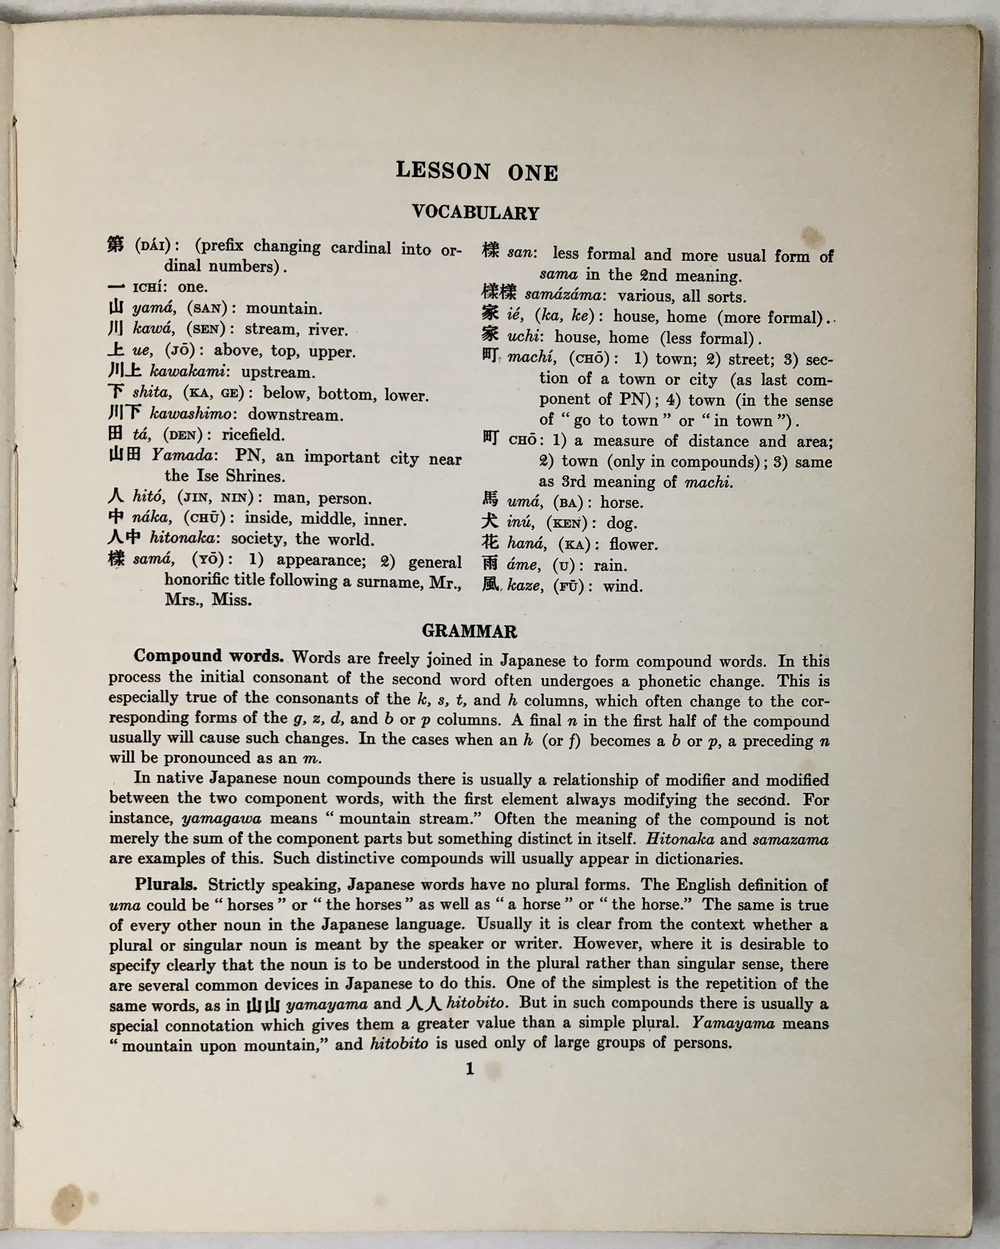 LESSON ONE
VOCABULARY
第 (DÁI): (prefix changing cardinal into or-
dinal numbers).
一 ICHÍ: one.
山 yamá, (SAN): mountain.
川 kawá, (SEN): stream, river.
上 ue, (JŌ): above, top, upper.
川上 kawakami: upstream.
下 shita, (KA, GE): below, bottom, lower.
川下 kawashimo: downstream.
田 tá, (DEN): ricefield.
山田 Yamada: PN, an important city near
the Ise Shrines.
人 hitó, (JIN, NIN): man, person.
中 náka, (CHŪ): inside, middle, inner.
人中 hitonaka: society, the world.
樣 samá, (YŌ): 1) appearance; 2) general
honorific title following a surname, Mr.,
Mrs., Miss.
樣 san: less formal and more usual form of
sama in the 2nd meaning.
樣樣 samázáma: various, all sorts.
家 ié, (ka, ke): house, home (more formal).
家 uchi: house, home (less formal).
町 machí, (CHŌ): 1) town; 2) street; 3) sec-
tion of a town or city (as last com-
ponent of PN); 4) town (in the sense
of “ go to town ” or “ in town ”).
町 CHŌ: 1) a measure of distance and area;
2) town (only in compounds); 3) same
as 3rd meaning of machi.
馬 umá, (BA): horse.
犬 inú, (KEN): dog.
花 haná, (KA): flower.
雨 áme, (U): rain.
風 kaze, (FŪ): wind.
GRAMMAR
Compound words. Words are freely joined in Japanese to form compound words. In this
process the initial consonant of the second word often undergoes a phonetic change. This is
especially true of the consonants of the k, s, t, and h columns, which often change to the cor-
responding forms of the g, z, d, and b or p columns. A final n in the first half of the compound
usually will cause such changes. In the cases when an h (or f) becomes a b or p, a preceding n
will be pronounced as an m.
In native Japanese noun compounds there is usually a relationship of modifier and modified
between the two component words, with the first element always modifying the second. For
instance, yamagawa means “ mountain stream.” Often the meaning of the compound is not
merely the sum of the component parts but something distinct in itself. Hitonaka and samazama
are examples of this. Such distinctive compounds will usually appear in dictionaries.
Plurals. Strictly speaking, Japanese words have no plural forms. The English definition of
uma could be “ horses ” or “ the horses ” as well as “ a horse ” or “ the horse.” The same is true
of every other noun in the Japanese language. Usually it is clear from the context whether a
plural or singular noun is meant by the speaker or writer. However, where it is desirable to
specify clearly that the noun is to be understood in the plural rather than singular sense, there
are several common devices in Japanese to do this. One of the simplest is the repetition of the
same words, as in 山山 yamayama and 人人 hitobito. But in such compounds there is usually a
special connotation which gives them a greater value than a simple plural. Yamayama means
“ mountain upon mountain,” and hitobito is used only of large groups of persons.
1